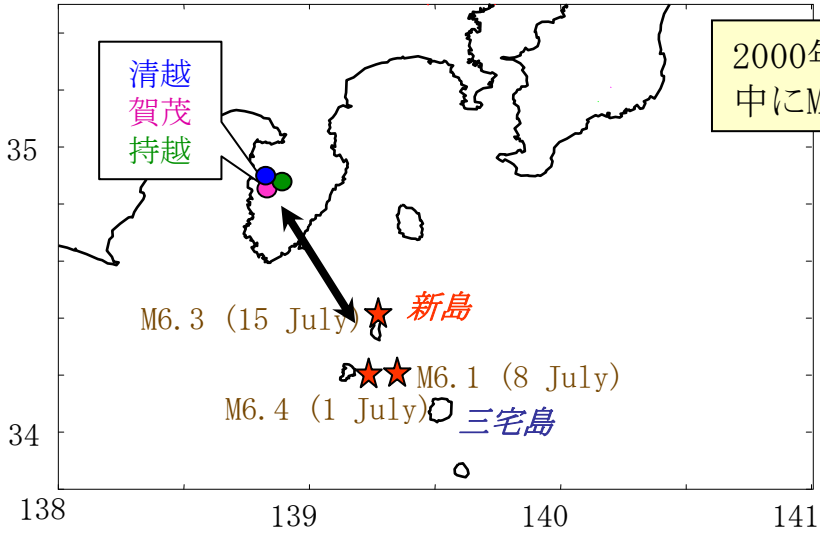 清越
賀茂
持越
2000年
中にM
35
新島
M6.3 (15 July)
M6.1 (8 July)
M6.4 (1 July)
三宅島
34
138
139
140
141